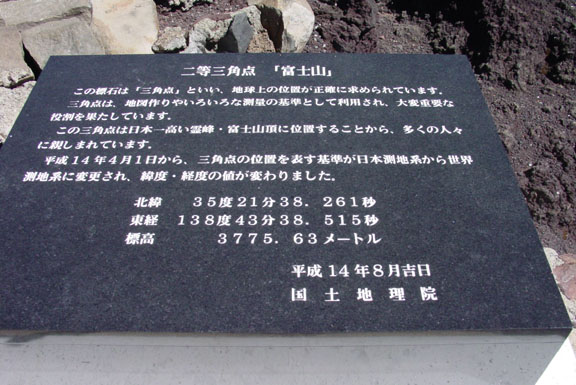 二等三角点 「富士山」
この標石は「三角点」といい、地球上の位置が正確に求められています。
三角点は、地図作りやいろいろな測量の基準として利用され、大変重要な
役割を果たしています。
この三角点は日本一高い霊峰・富士山頂に位置することから、多くの人々
に親しまれています。
平成14年4月1日から、三角点の位置を表す基準が日本測地系から世界
測地系に変更され、緯度・経度の値が変わりました。
北緯 35度21分38．261秒
東経 138度43分38．515秒
標高 3775．63メートル
平成14年8月吉日
国土地理院